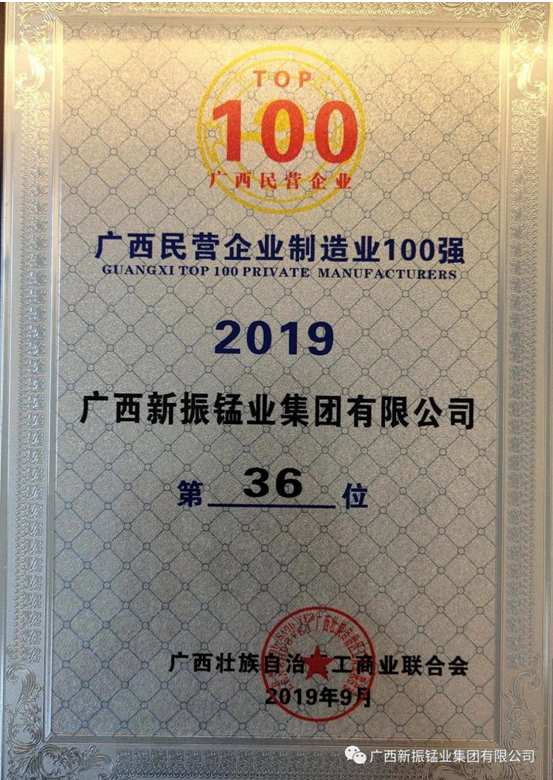 TOP
100
广西民营企业
广西民营企业制造业100强
GUANGXI TOP 100 PRIVATE MANUFACTURERS
2019
广西新振锰业集团有限公司
第 36 位
广西壮族自治 工商业联合会
2019年9月
广西新振锰业集团有限公司